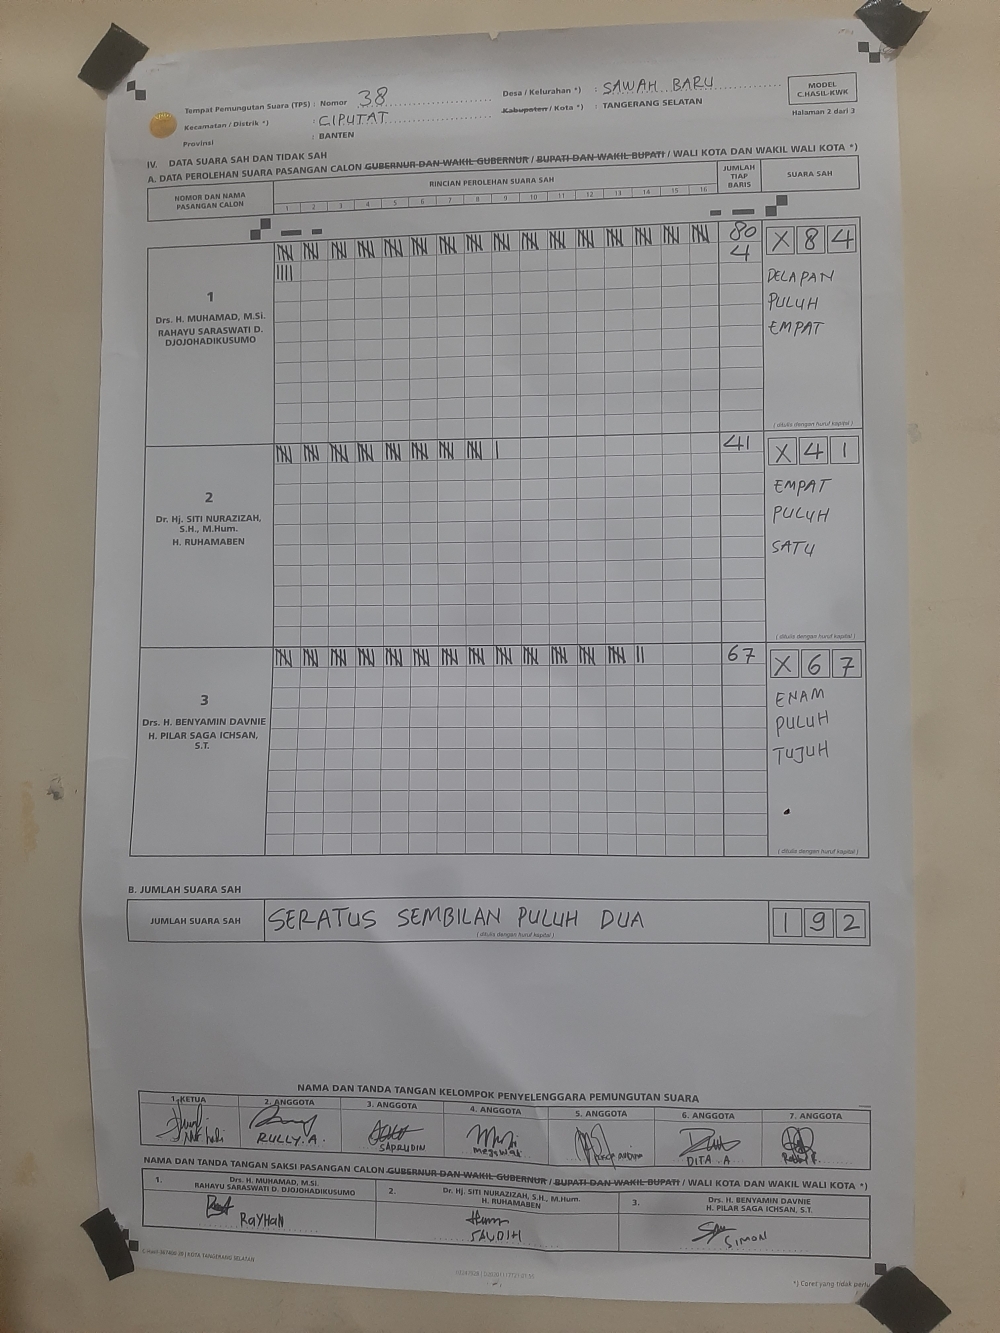 Tempat Pemungutan Suara (TPS) : Nomor 38 Desa / Kelurahan *) : SAWAH BARU
Kecamatan / Distrik *) : CIPUTAT Kabupaten / Kota *) : TANGERANG SELATAN
Provinsi : BANTEN
MODEL
C.HASIL-KWK
Halaman 2 dari 3
IV. DATA SUARA SAH DAN TIDAK SAH
A. DATA PEROLEHAN SUARA PASANGAN CALON GUBERNUR DAN WAKIL GUBERNUR / BUPATI DAN WAKIL BUPATI / WALI KOTA DAN WAKIL WALI KOTA *)
NOMOR DAN NAMA
PASANGAN CALON
RINCIAN PEROLEHAN SUARA SAH
1 2 3 4 5 6 7 8 9 10 11 12 13 14 15 16
JUMLAH
TIAP
BARIS
SUARA SAH
1
Drs. H. MUHAMAD, M.Si.
RAHAYU SARASWATI D.
DJOJOHADIKUSUMO
80
4
X 8 4
DELAPAN
PULUH
EMPAT
( ditulis dengan huruf kapital )
2
Dr. Hj. SITI NURAZIZAH,
S.H., M.Hum.
H. RUHAMABEN
41
X 4 1
EMPAT
PULUH
SATU
( ditulis dengan huruf kapital )
3
Drs. H. BENYAMIN DAVNIE
H. PILAR SAGA ICHSAN,
S.T.
67
X 6 7
ENAM
PULUH
TUJUH
( ditulis dengan huruf kapital )
B. JUMLAH SUARA SAH
JUMLAH SUARA SAH SERATUS SEMBILAN PULUH DUA 1 9 2
( ditulis dengan huruf kapital )
NAMA DAN TANDA TANGAN KELOMPOK PENYELENGGARA PEMUNGUTAN SUARA
1. KETUA 2. ANGGOTA 3. ANGGOTA 4. ANGGOTA 5. ANGGOTA 6. ANGGOTA 7. ANGGOTA
RULLY.A. SAPRUDIN DITA.A
NAMA DAN TANDA TANGAN SAKSI PASANGAN CALON GUBERNUR DAN WAKIL GUBERNUR / BUPATI DAN WAKIL BUPATI / WALI KOTA DAN WAKIL WALI KOTA *)
1. Drs. H. MUHAMAD, M.Si.
RAHAYU SARASWATI D. DJOJOHADIKUSUMO
RAYHAN
2. Dr. Hj. SITI NURAZIZAH, S.H., M.Hum.
H. RUHAMABEN
3. Drs. H. BENYAMIN DAVNIE
H. PILAR SAGA ICHSAN, S.T.
SIMON
KOTA TANGERANG SELATAN
*) Coret yang tidak